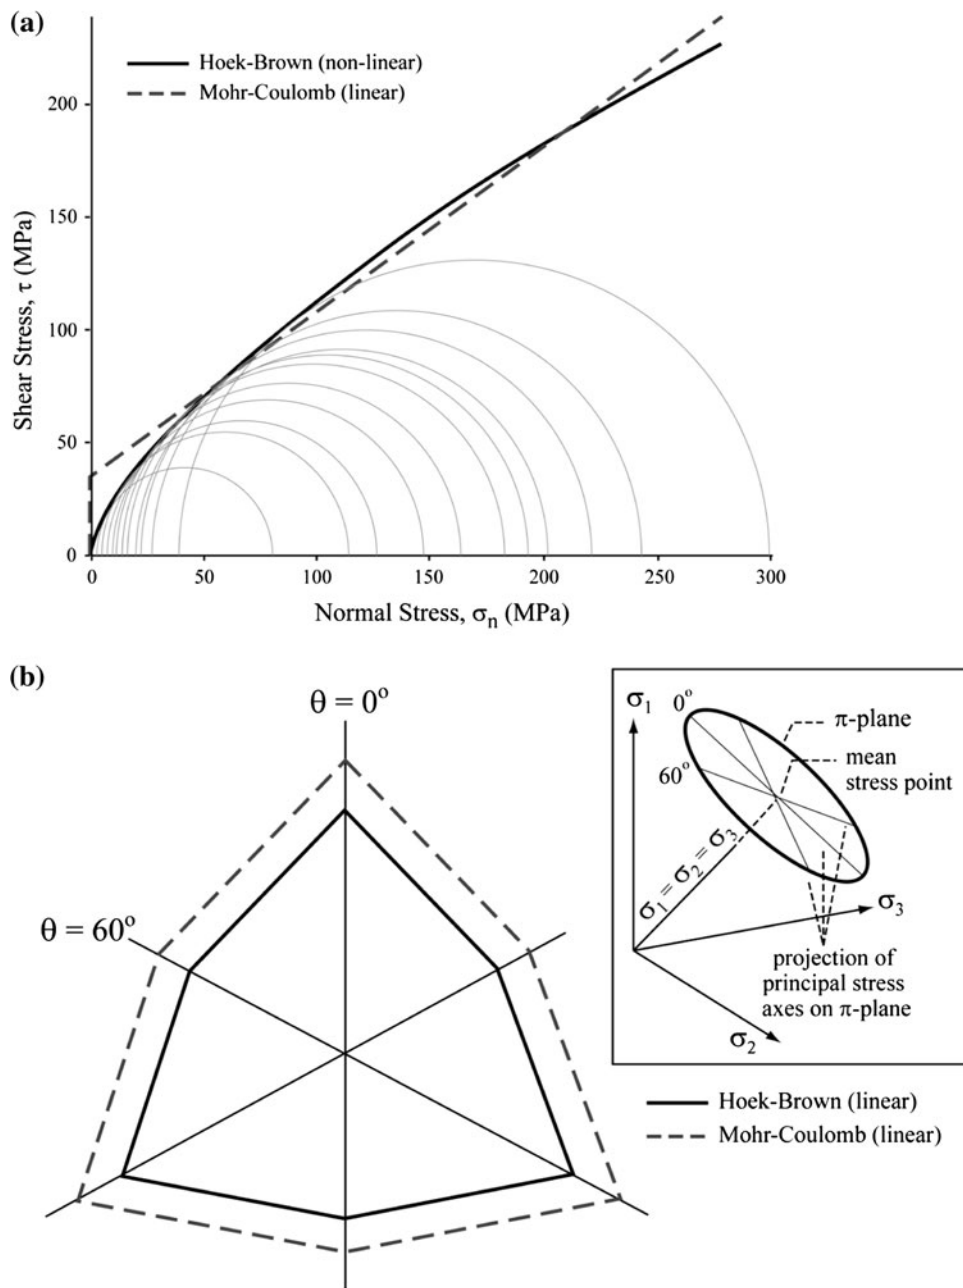 (a)
Hoek-Brown (non-linear)
Mohr-Coulomb (linear)
Shear Stress, τ (MPa)
200
150
100
50
0
0
50
100
150
200
250
300
Normal Stress, σn (MPa)
(b)
θ = 0°
θ = 60°
σ1
0°
60°
π-plane
mean
stress point
σ1 = σ2 = σ3
σ3
projection of
principal stress
axes on π-plane
σ2
Hoek-Brown (linear)
Mohr-Coulomb (linear)